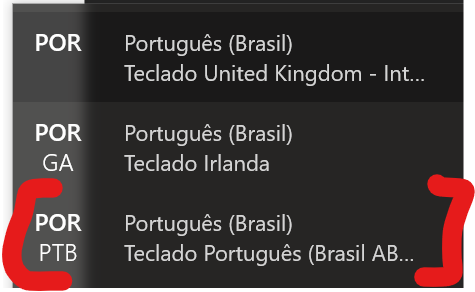 POR Português (Brasil)
Teclado United Kingdom - Int...
POR Português (Brasil)
GA Teclado Irlanda
POR Português (Brasil)
PTB Teclado Português (Brasil AB...